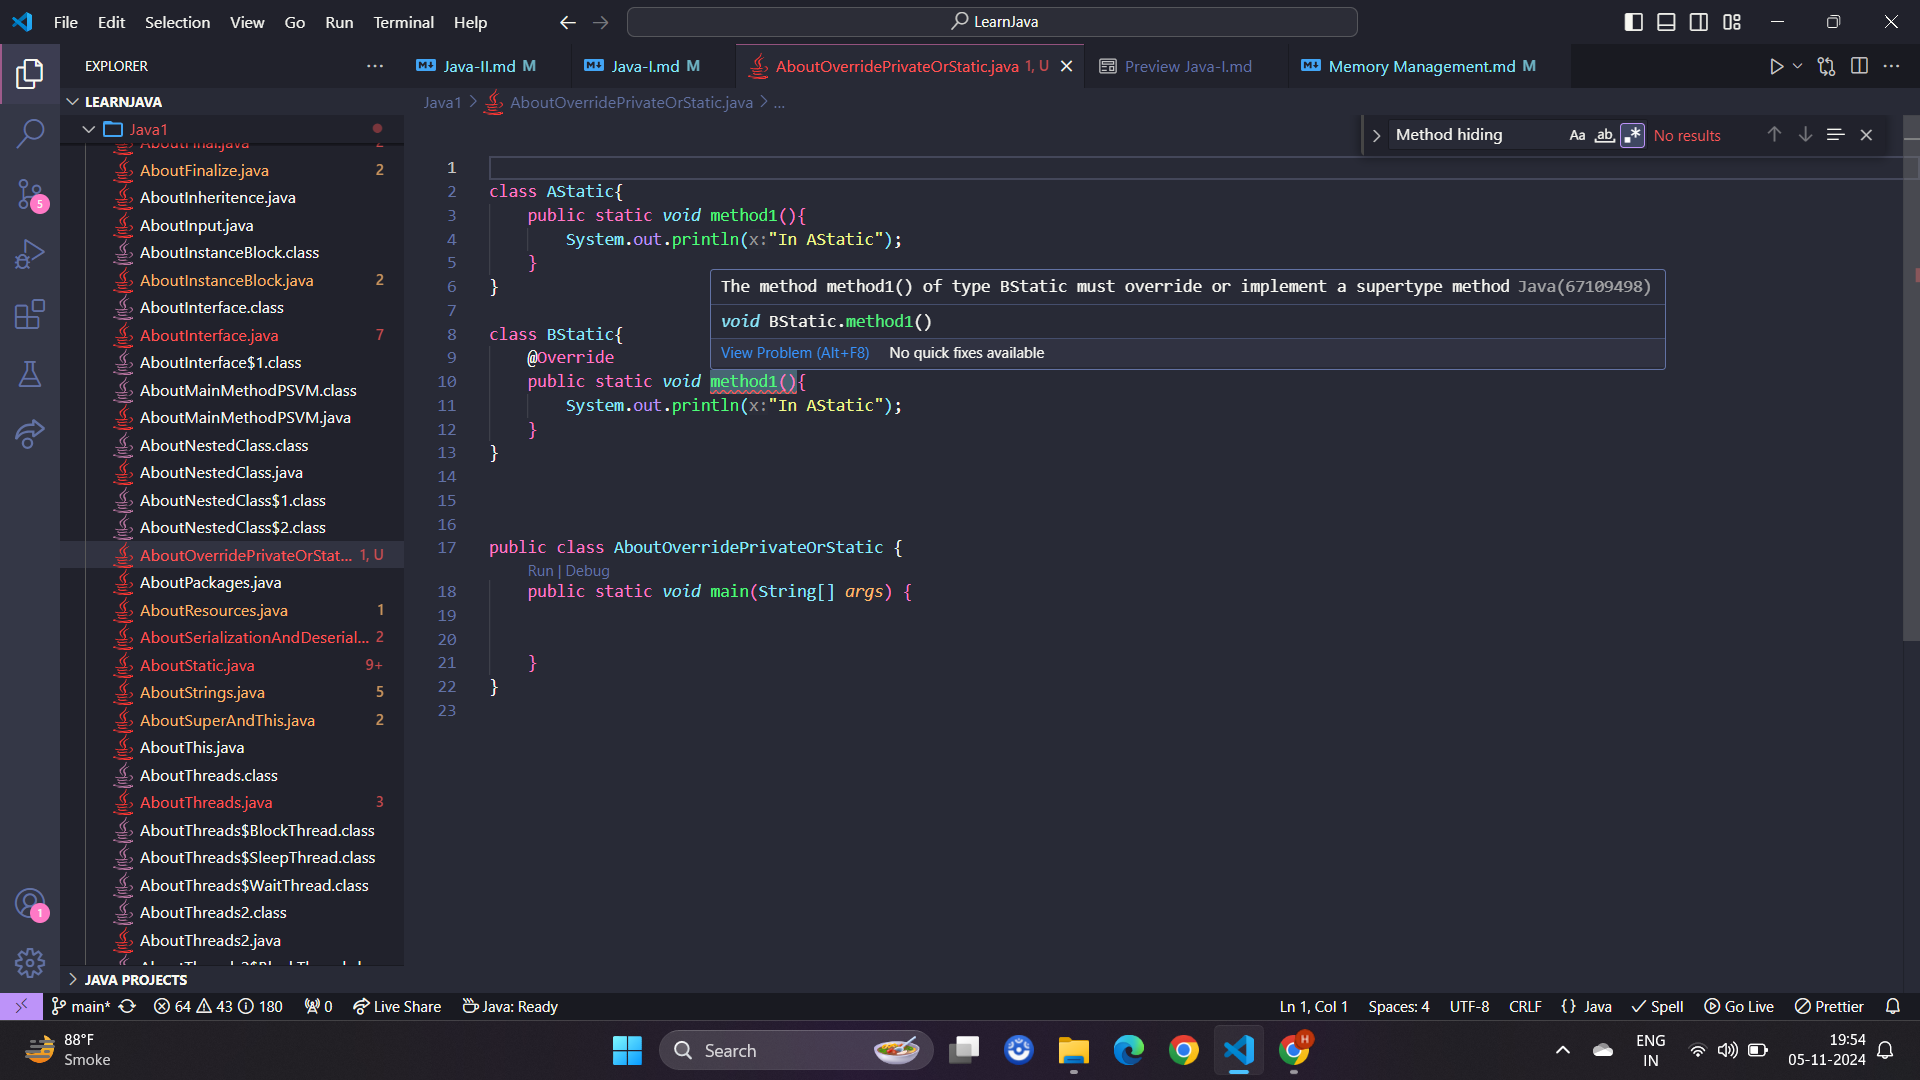 File Edit Selection View Go Run Terminal Help
LearnJava
EXPLORER
Java-II.md M
Java-I.md M
AboutOverridePrivateOrStatic.java 1, U
Preview Java-I.md
Memory Management.md M
LEARNJAVA
Java1
AboutFinal.java 2
AboutFinalize.java 2
AboutInheritence.java
AboutInput.java
AboutInstanceBlock.class
AboutInstanceBlock.java 2
AboutInterface.class
AboutInterface.java 7
AboutInterface$1.class
AboutMainMethodPSVM.class
AboutMainMethodPSVM.java
AboutNestedClass.class
AboutNestedClass.java
AboutNestedClass$1.class
AboutNestedClass$2.class
AboutOverridePrivateOrStat... 1, U
AboutPackages.java
AboutResources.java 1
AboutSerializationAndDeserial... 2
AboutStatic.java 9+
AboutStrings.java 5
AboutSuperAndThis.java 2
AboutThis.java
AboutThreads.class
AboutThreads.java 3
AboutThreads$BlockThread.class
AboutThreads$SleepThread.class
AboutThreads$WaitThread.class
AboutThreads2.class
AboutThreads2.java
JAVA PROJECTS
5
1
Java1 > AboutOverridePrivateOrStatic.java > ...
Method hiding Aa ab No results
1
2 class AStatic{
3 public static void method1(){
4 System.out.println(x:"In AStatic");
5 }
6 }
7
8 class BStatic{
9 @Override
10 public static void method1(){
11 System.out.println(x:"In AStatic");
12 }
13 }
14
15
16
17 public class AboutOverridePrivateOrStatic {
Run | Debug
18 public static void main(String[] args) {
19
20
21 }
22 }
23
The method method1() of type BStatic must override or implement a supertype method Java(67109498)
void BStatic.method1()
View Problem (Alt+F8) No quick fixes available
main* 64 43 180 0 Live Share Java: Ready
Ln 1, Col 1 Spaces: 4 UTF-8 CRLF {} Java Spell Go Live Prettier
88°F
Smoke
Search
H
ENG
IN
19:54
05-11-2024